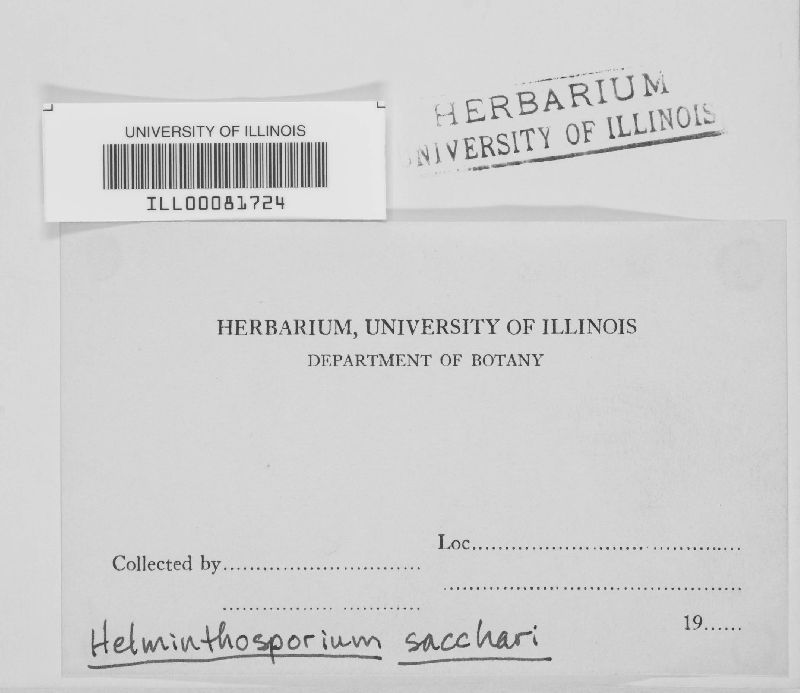 UNIVERSITY OF ILLINOIS
ILL00081724
HERBARIUM
UNIVERSITY OF ILLINOIS
HERBARIUM, UNIVERSITY OF ILLINOIS
DEPARTMENT OF BOTANY
Loc.
Collected by
19
Helminthosporium sacchari